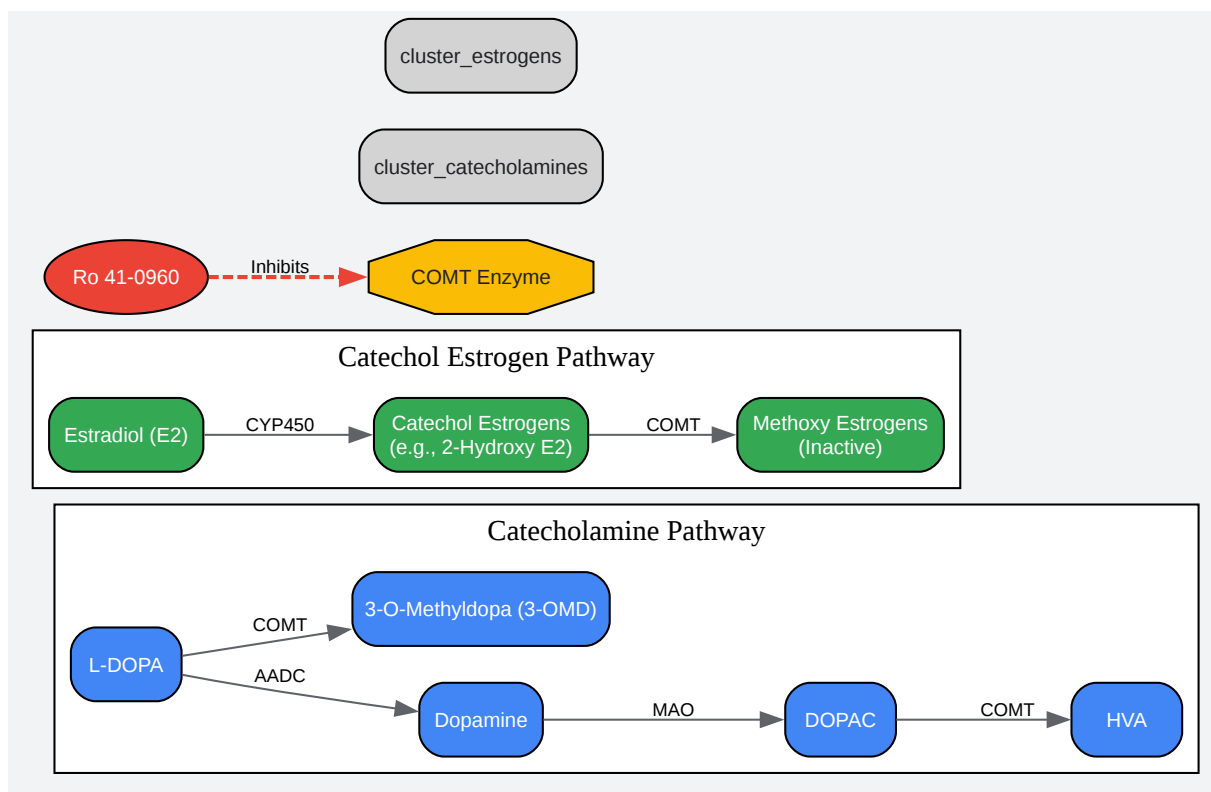 cluster_estrogens
cluster_catecholamines
Ro 41-0960
Inhibits
COMT Enzyme
Catechol Estrogen Pathway
Estradiol (E2)
CYP450
Catechol Estrogens
(e.g., 2-Hydroxy E2)
COMT
Methoxy Estrogens
(Inactive)
Catecholamine Pathway
L-DOPA
COMT
3-O-Methyldopa (3-OMD)
AADC
Dopamine
MAO
DOPAC
COMT
HVA